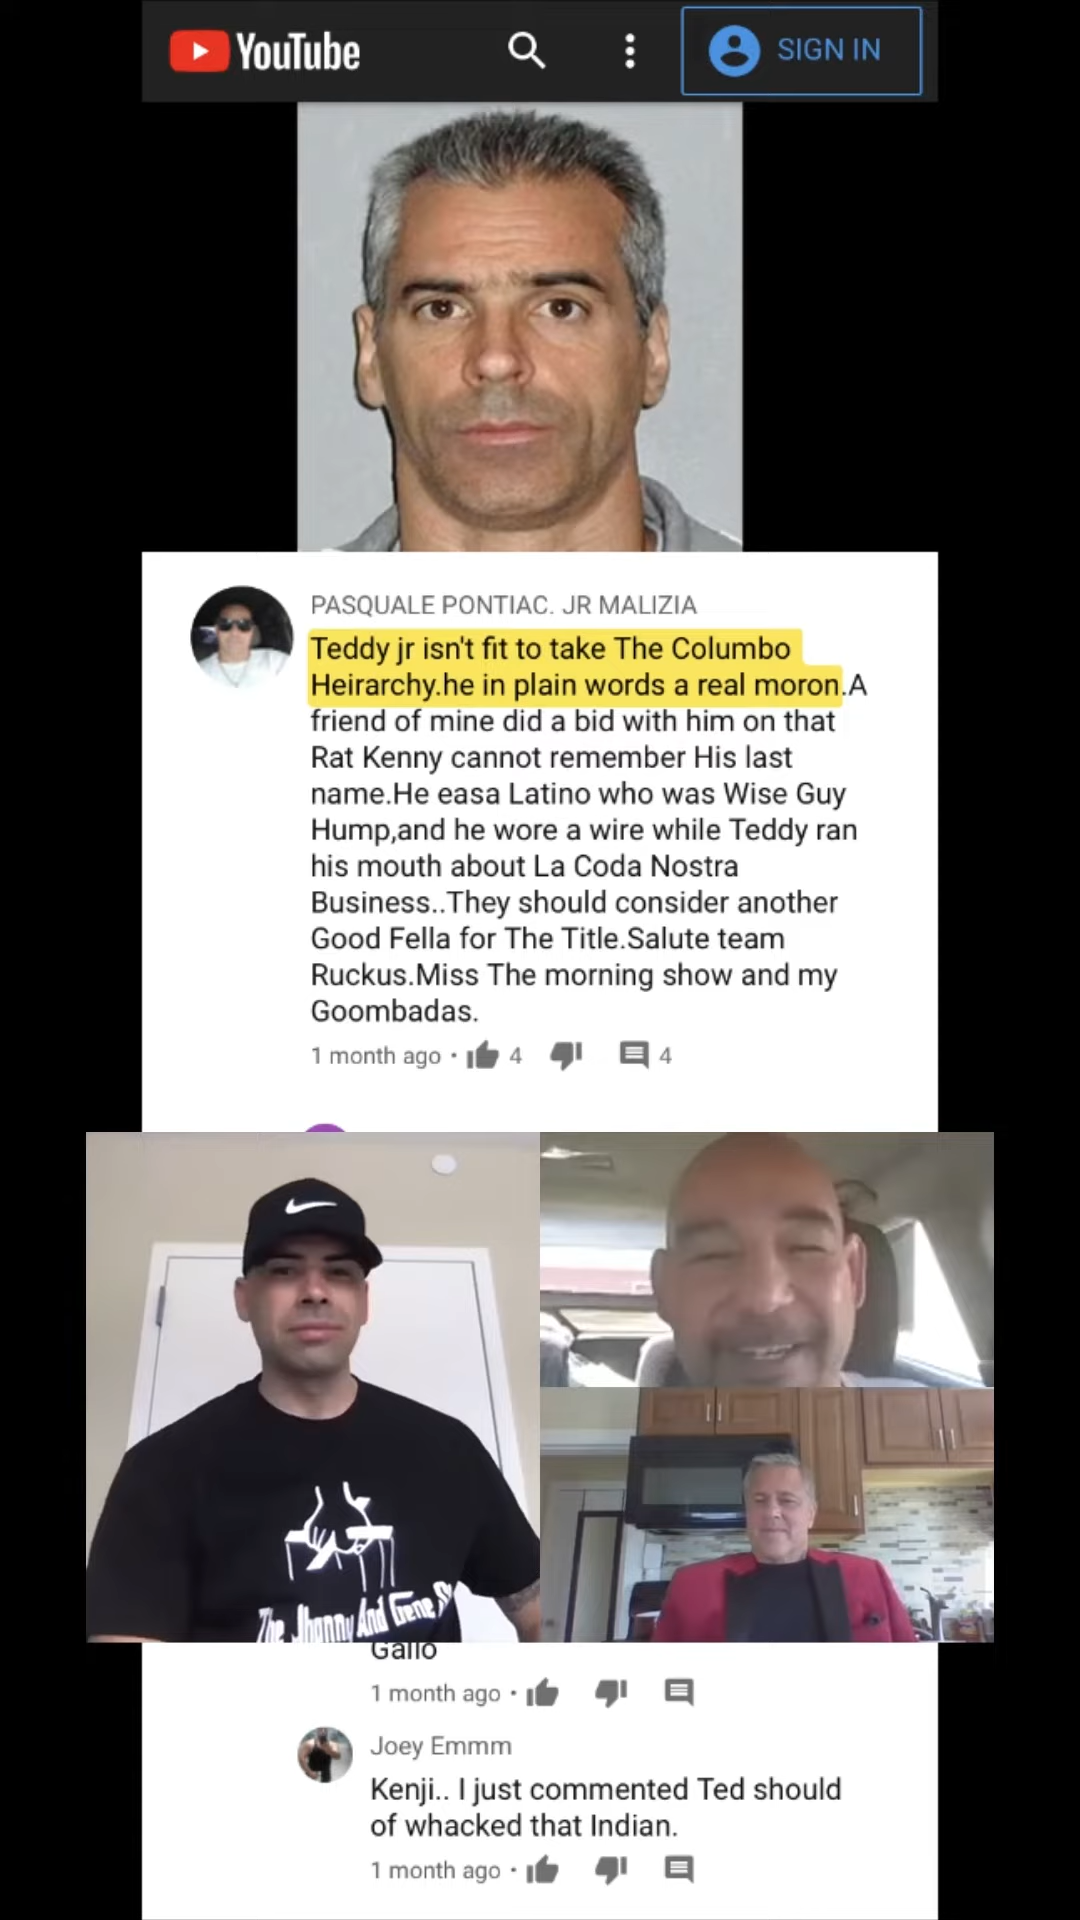 YouTube
SIGN IN
PASQUALE PONTIAC. JR MALIZIA
Teddy jr isn't fit to take The Columbo
Heirarchy.he in plain words a real moron.A
friend of mine did a bid with him on that
Rat Kenny cannot remember His last
name.He easa Latino who was Wise Guy
Hump,and he wore a wire while Teddy ran
his mouth about La Coda Nostra
Business..They should consider another
Good Fella for The Title.Salute team
Ruckus.Miss The morning show and my
Goombadas.
1 month ago • 4 4
The Jhonny And Gene
Gallo
1 month ago •
Joey Emmm
Kenji.. I just commented Ted should
of whacked that Indian.
1 month ago •